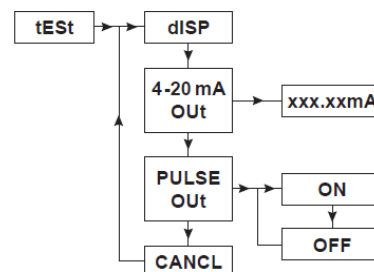 tESt
dISP
4-20 mA
OUt
xxx.xxmA
PULSE
OUt
ON
OFF
CANCL